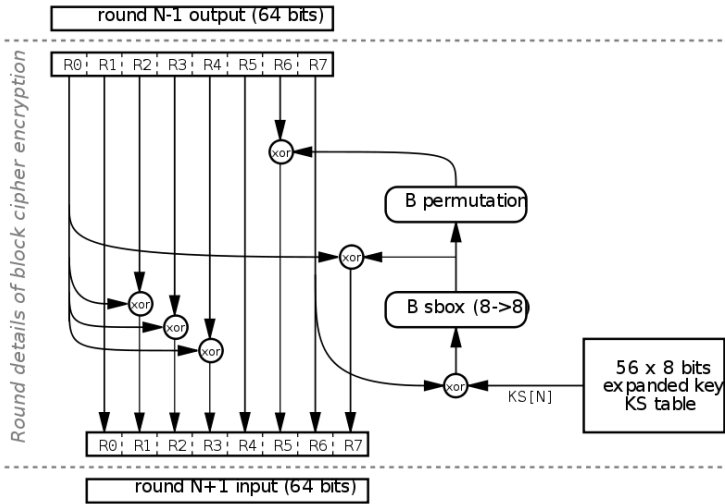 round N-1 output (64 bits)
R0 R1 R2 R3 R4 R5 R6 R7
Round details of block cipher encryption
xor
B permutation
xor
xor
B sbox (8->8)
xor
xor
xor
KS[N]
56 x 8 bits
expanded key
KS table
R0 R1 R2 R3 R4 R5 R6 R7
round N+1 input (64 bits)